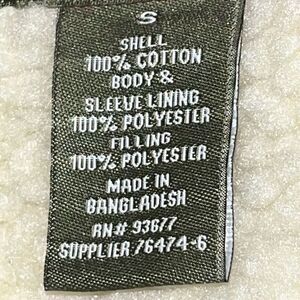 S
SHELL
100% COTTON
BODY &
SLEEVE LINING
100% POLYESTER
FILLING
100% POLYESTER
MADE IN
BANGLADESH
RN# 93677
SUPPLIER 76474-6